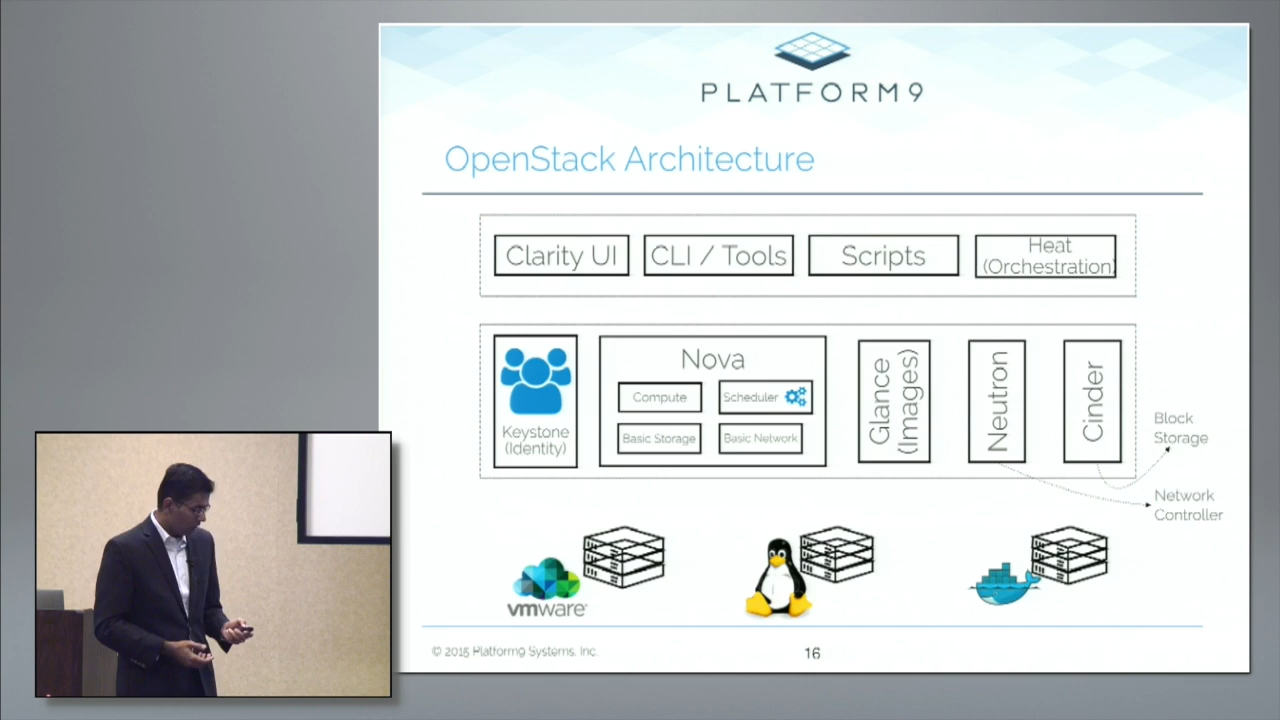 PLATFORM9
OpenStack Architecture
Clarity UI
CLI / Tools
Scripts
Heat
(Orchestration)
Keystone
(Identity)
Nova
Compute
Scheduler
Basic Storage
Basic Network
Glance
(Images)
Neutron
Cinder
Block
Storage
Network
Controller
vmware
© 2015 Platform9 Systems, Inc.
16